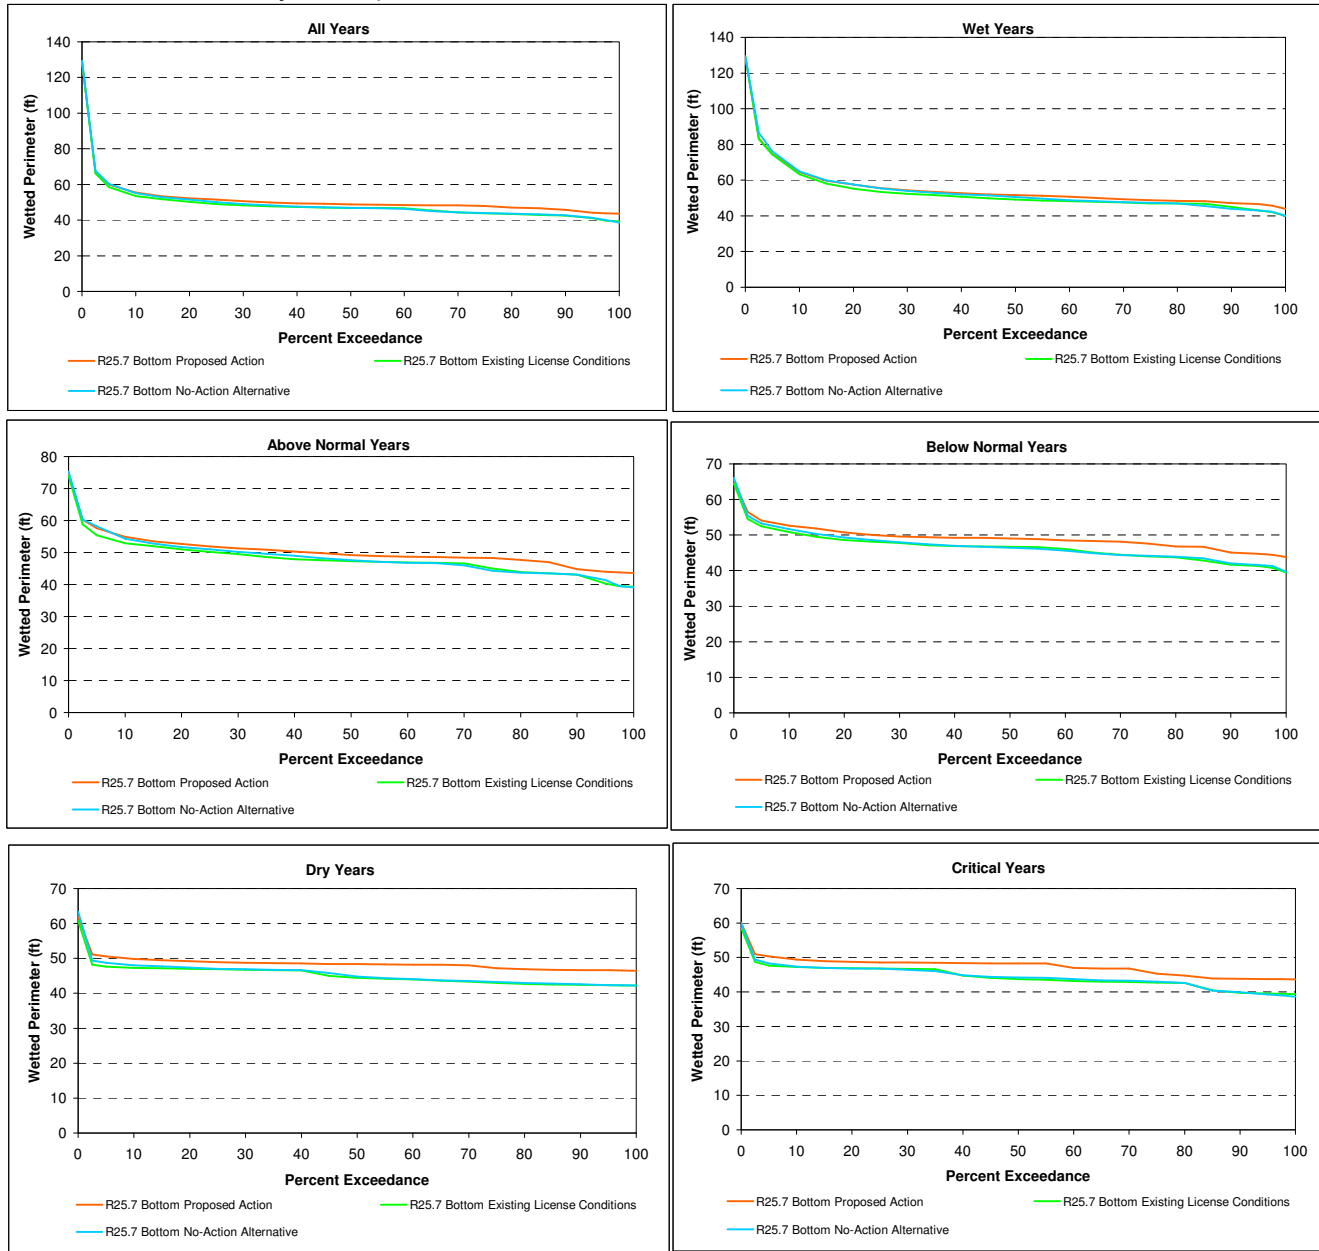 All Years
Wetted Perimeter (ft)
140
120
100
80
60
40
20
0
0 10 20 30 40 50 60 70 80 90 100
Percent Exceedance
R25.7 Bottom Proposed Action R25.7 Bottom Existing License Conditions
R25.7 Bottom No-Action Alternative
Wet Years
Wetted Perimeter (ft)
140
120
100
80
60
40
20
0
0 10 20 30 40 50 60 70 80 90 100
Percent Exceedance
R25.7 Bottom Proposed Action R25.7 Bottom Existing License Conditions
R25.7 Bottom No-Action Alternative
Above Normal Years
Wetted Perimeter (ft)
80
70
60
50
40
30
20
10
0
0 10 20 30 40 50 60 70 80 90 100
Percent Exceedance
R25.7 Bottom Proposed Action R25.7 Bottom Existing License Conditions
R25.7 Bottom No-Action Alternative
Below Normal Years
Wetted Perimeter (ft)
70
60
50
40
30
20
10
0
0 10 20 30 40 50 60 70 80 90 100
Percent Exceedance
R25.7 Bottom Proposed Action R25.7 Bottom Existing License Conditions
R25.7 Bottom No-Action Alternative
Dry Years
Wetted Perimeter (ft)
70
60
50
40
30
20
10
0
0 10 20 30 40 50 60 70 80 90 100
Percent Exceedance
R25.7 Bottom Proposed Action R25.7 Bottom Existing License Conditions
R25.7 Bottom No-Action Alternative
Critical Years
Wetted Perimeter (ft)
70
60
50
40
30
20
10
0
0 10 20 30 40 50 60 70 80 90 100
Percent Exceedance
R25.7 Bottom Proposed Action R25.7 Bottom Existing License Conditions
R25.7 Bottom No-Action Alternative